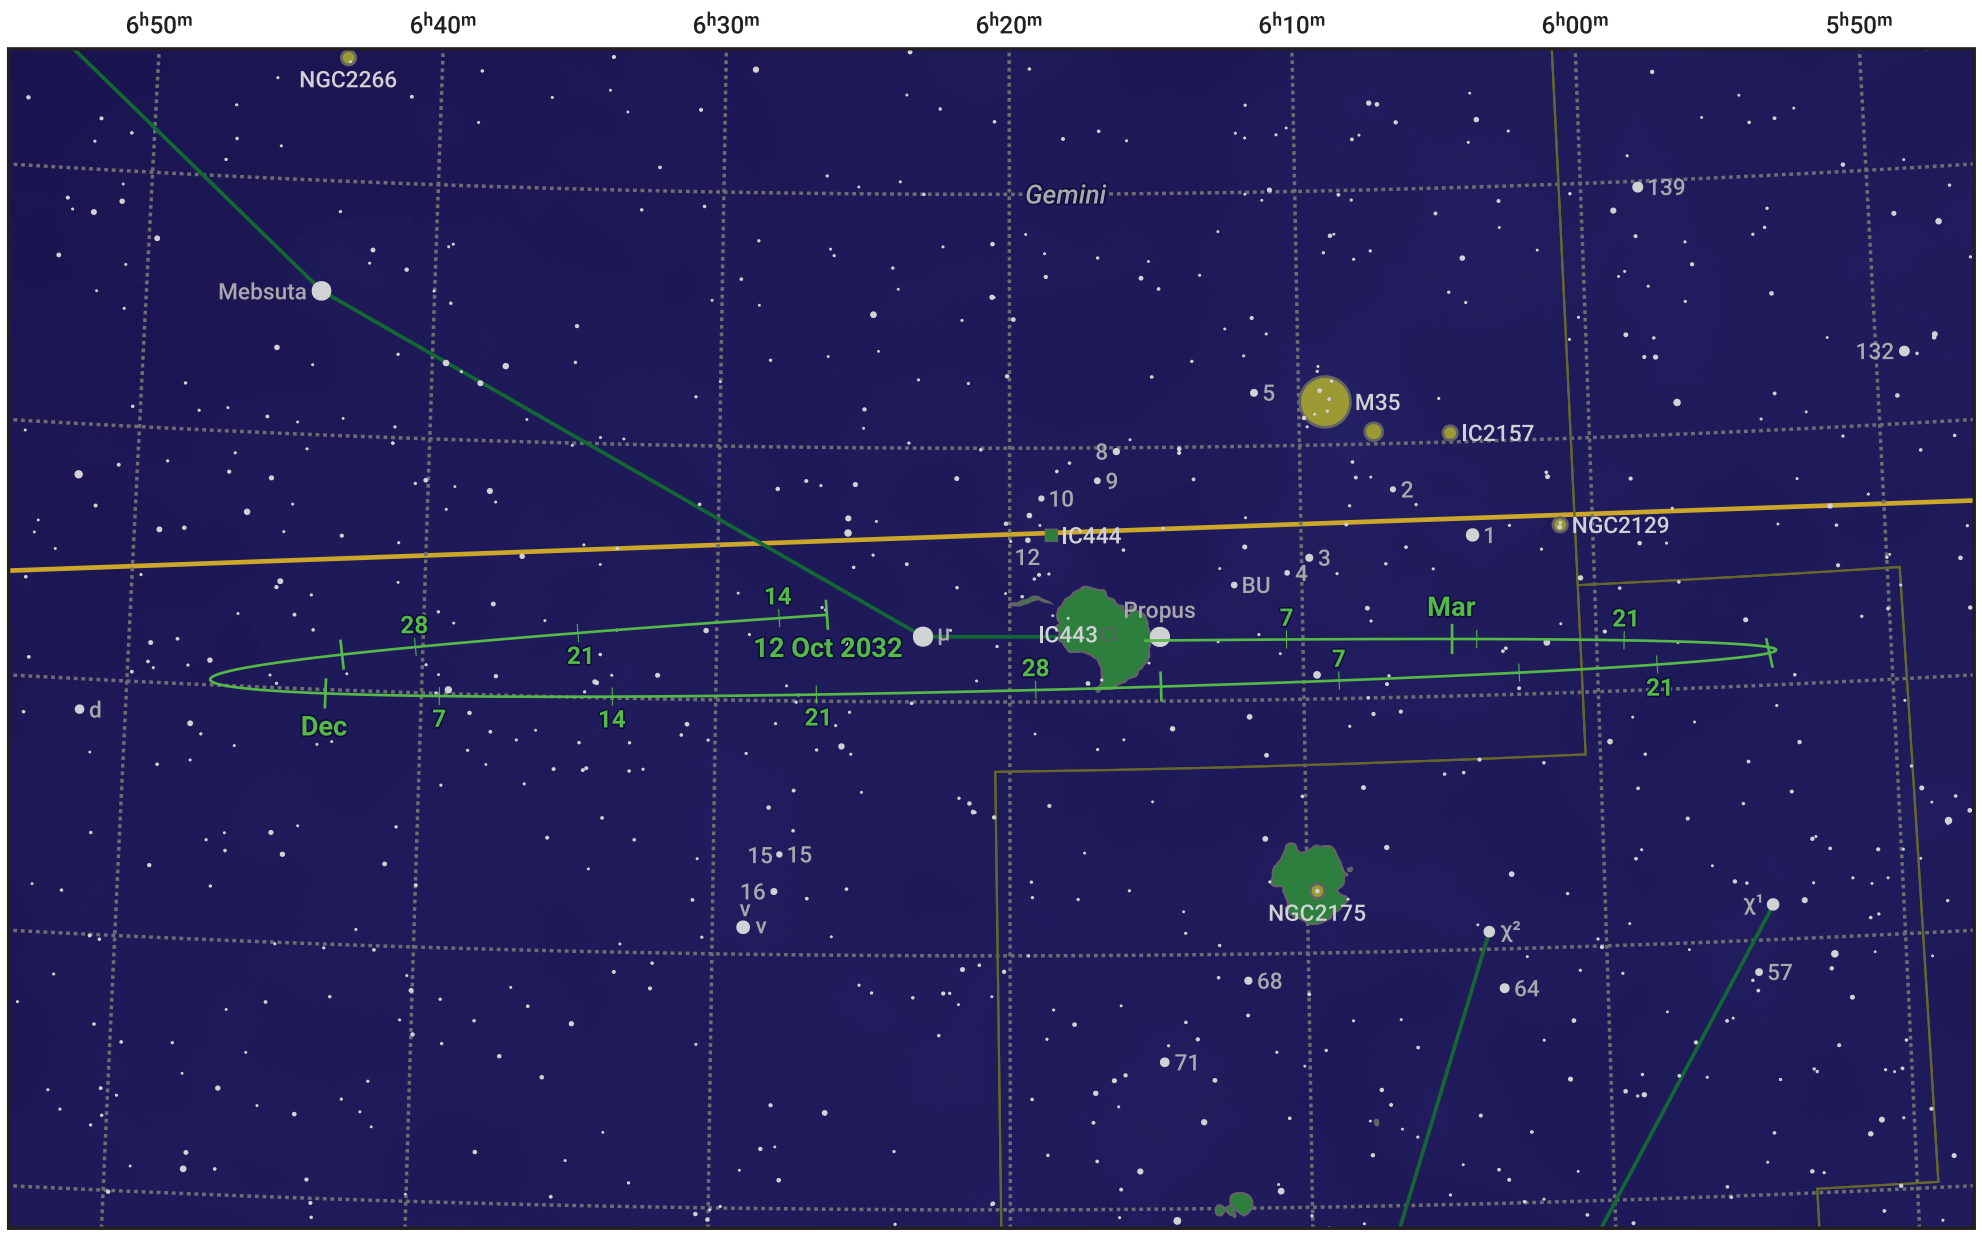 6ʰ50ᵐ 6ʰ40ᵐ 6ʰ30ᵐ 6ʰ20ᵐ 6ʰ10ᵐ 6ʰ00ᵐ 5ʰ50ᵐ
NGC2266
Gemini
139
Mebsuta
132
5
M35
IC2157
8
9
10
2
NGC2129
IC444
1
12
3
4
BU
14
Propus
7
Mar
21
28
μ
IC443
12 Oct 2032
21
28
7
21
d
Dec
7
14
21
15 15
16
ν
ν
NGC2175
χ²
χ¹
57
68
64
71